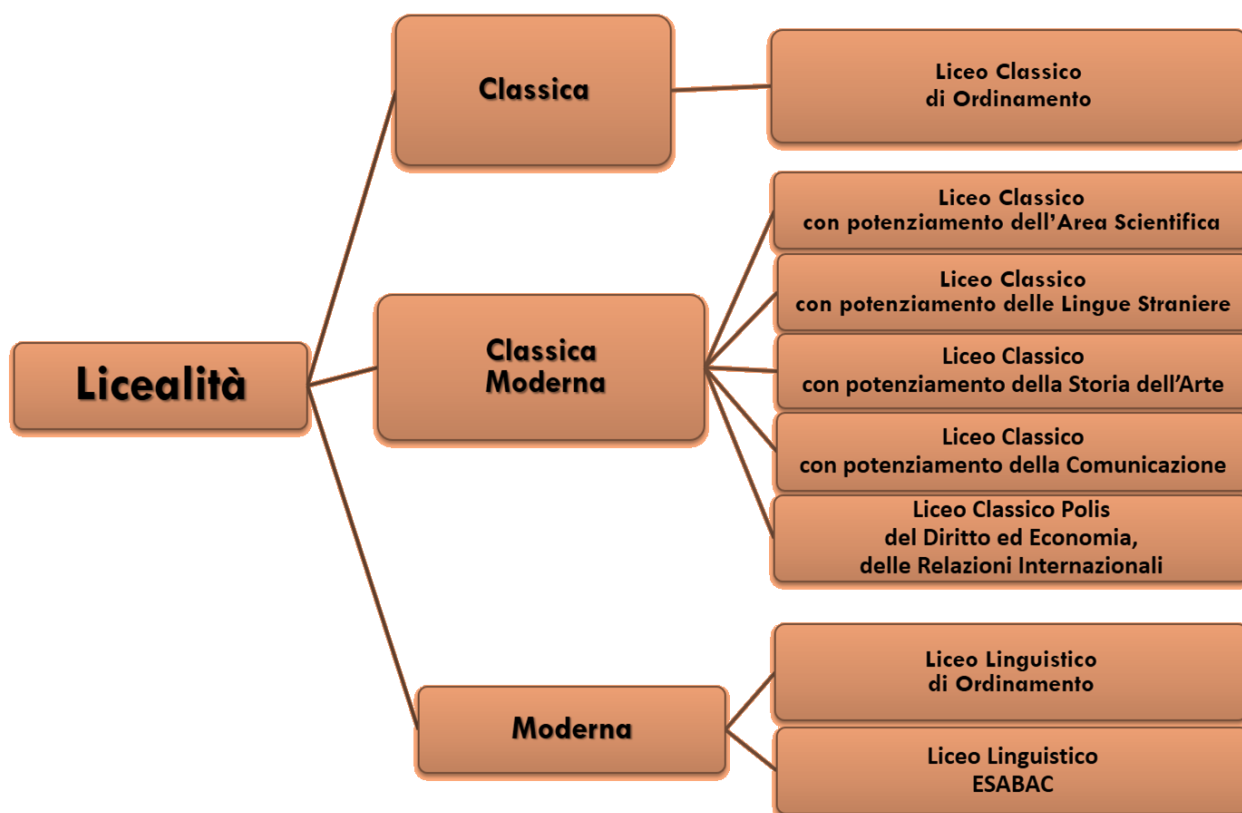 Licealità
Classica
Liceo Classico
di Ordinamento
Classica
Moderna
Liceo Classico
con potenziamento dell'Area Scientifica
Liceo Classico
con potenziamento delle Lingue Straniere
Liceo Classico
con potenziamento della Storia dell'Arte
Liceo Classico
con potenziamento della Comunicazione
Liceo Classico Polis
del Diritto ed Economia,
delle Relazioni Internazionali
Moderna
Liceo Linguistico
di Ordinamento
Liceo Linguistico
ESABAC